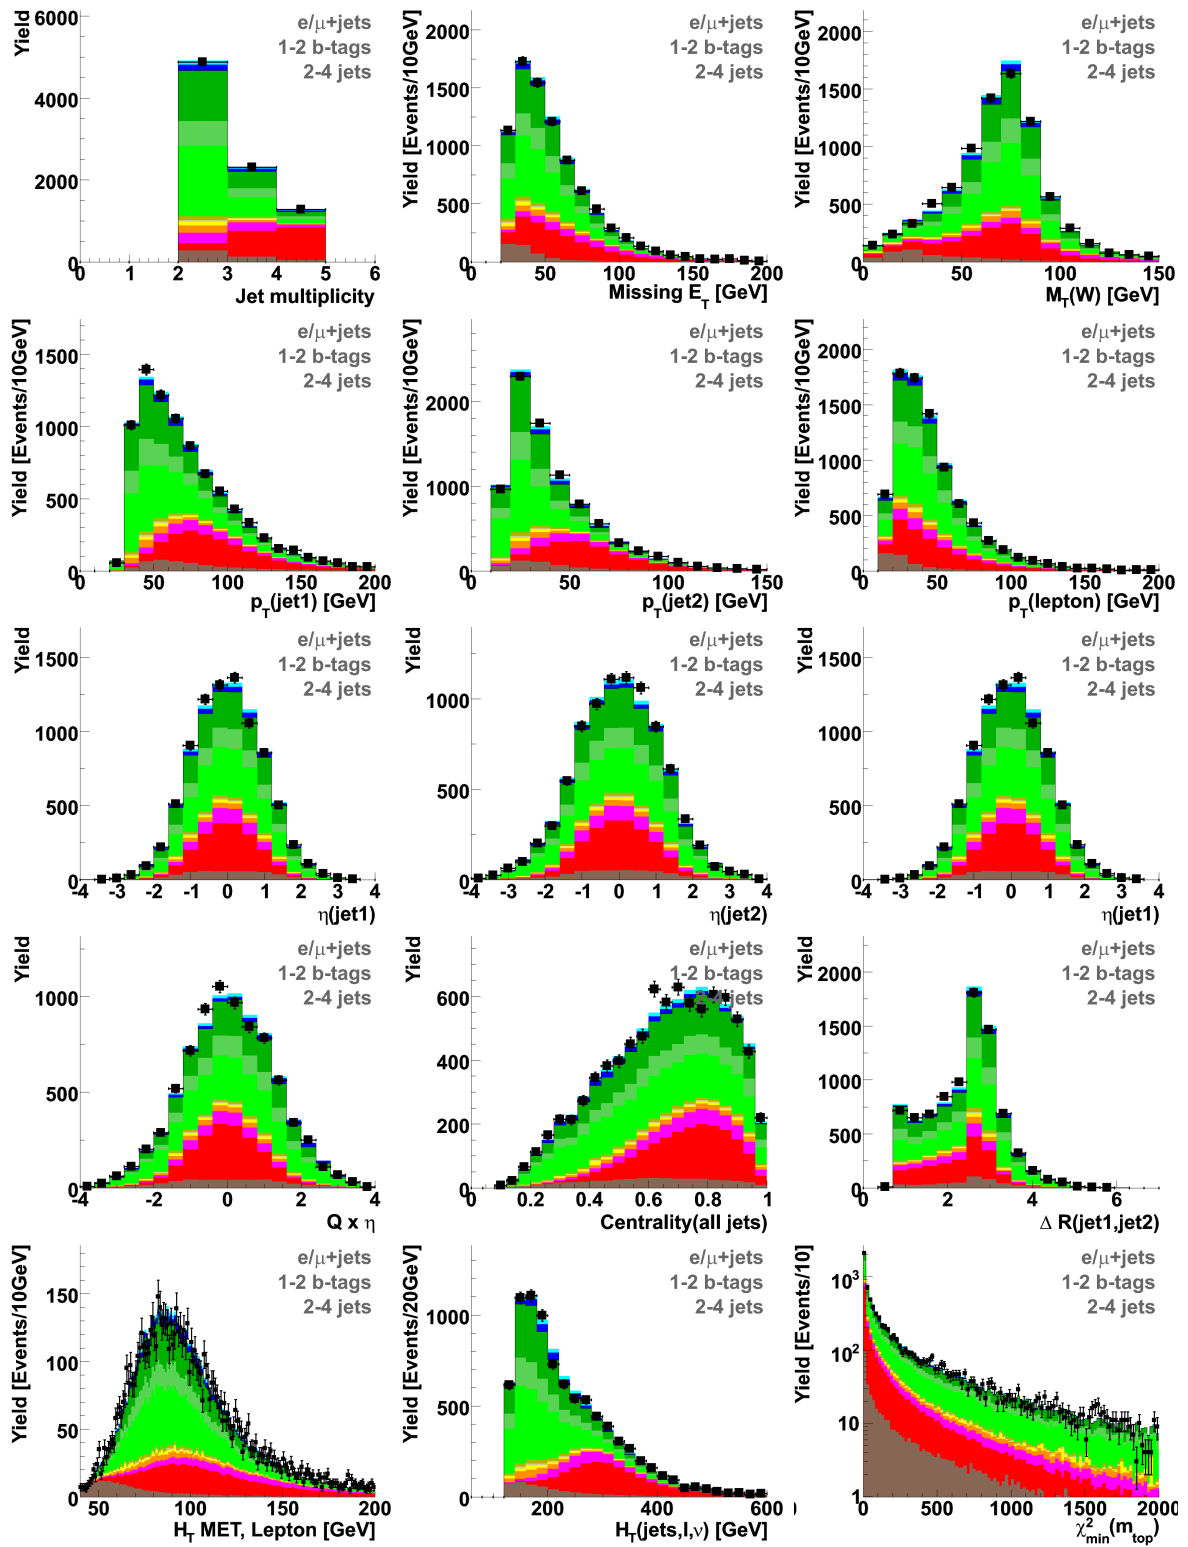 Yield
6000
4000
2000
0
0 1 2 3 4 5 6
Jet multiplicity
e/μ+jets
1-2 b-tags
2-4 jets
Yield [Events/10GeV]
2000
1500
1000
500
0
0 50 100 150 200
Missing E_T [GeV]
e/μ+jets
1-2 b-tags
2-4 jets
Yield [Events/10GeV]
2000
1500
1000
500
0
0 50 100 150
M_T(W) [GeV]
e/μ+jets
1-2 b-tags
2-4 jets
Yield [Events/10GeV]
1500
1000
500
0
0 50 100 150 200
p_T(jet1) [GeV]
e/μ+jets
1-2 b-tags
2-4 jets
Yield [Events/10GeV]
2000
1000
0
0 50 100 150
p_T(jet2) [GeV]
e/μ+jets
1-2 b-tags
2-4 jets
Yield [Events/10GeV]
2000
1500
1000
500
0
0 50 100 150 200
p_T(lepton) [GeV]
e/μ+jets
1-2 b-tags
2-4 jets
Yield
1500
1000
500
0
-4 -3 -2 -1 0 1 2 3 4
η(jet1)
e/μ+jets
1-2 b-tags
2-4 jets
Yield
1000
500
0
-4 -3 -2 -1 0 1 2 3 4
η(jet2)
e/μ+jets
1-2 b-tags
2-4 jets
Yield
1500
1000
500
0
-4 -3 -2 -1 0 1 2 3 4
η(jet1)
e/μ+jets
1-2 b-tags
2-4 jets
Yield
1000
500
0
-4 -2 0 2 4
Q x η
e/μ+jets
1-2 b-tags
2-4 jets
Yield
600
400
200
0
0 0.2 0.4 0.6 0.8 1
Centrality(all jets)
e/μ+jets
1-2 b-tags
2-4 jets
Yield
2000
1500
1000
500
0
0 2 4 6
Δ R(jet1,jet2)
e/μ+jets
1-2 b-tags
2-4 jets
Yield [Events/10GeV]
150
100
50
0
50 100 150 200
H_T MET, Lepton [GeV]
e/μ+jets
1-2 b-tags
2-4 jets
Yield [Events/20GeV]
1000
500
0
200 400 600
H_T(jets,l,ν) [GeV]
e/μ+jets
1-2 b-tags
2-4 jets
Yield [Events/10]
10³
10²
10
1
0 500 1000 1500 2000
χ²_min(m_top)
e/μ+jets
1-2 b-tags
2-4 jets